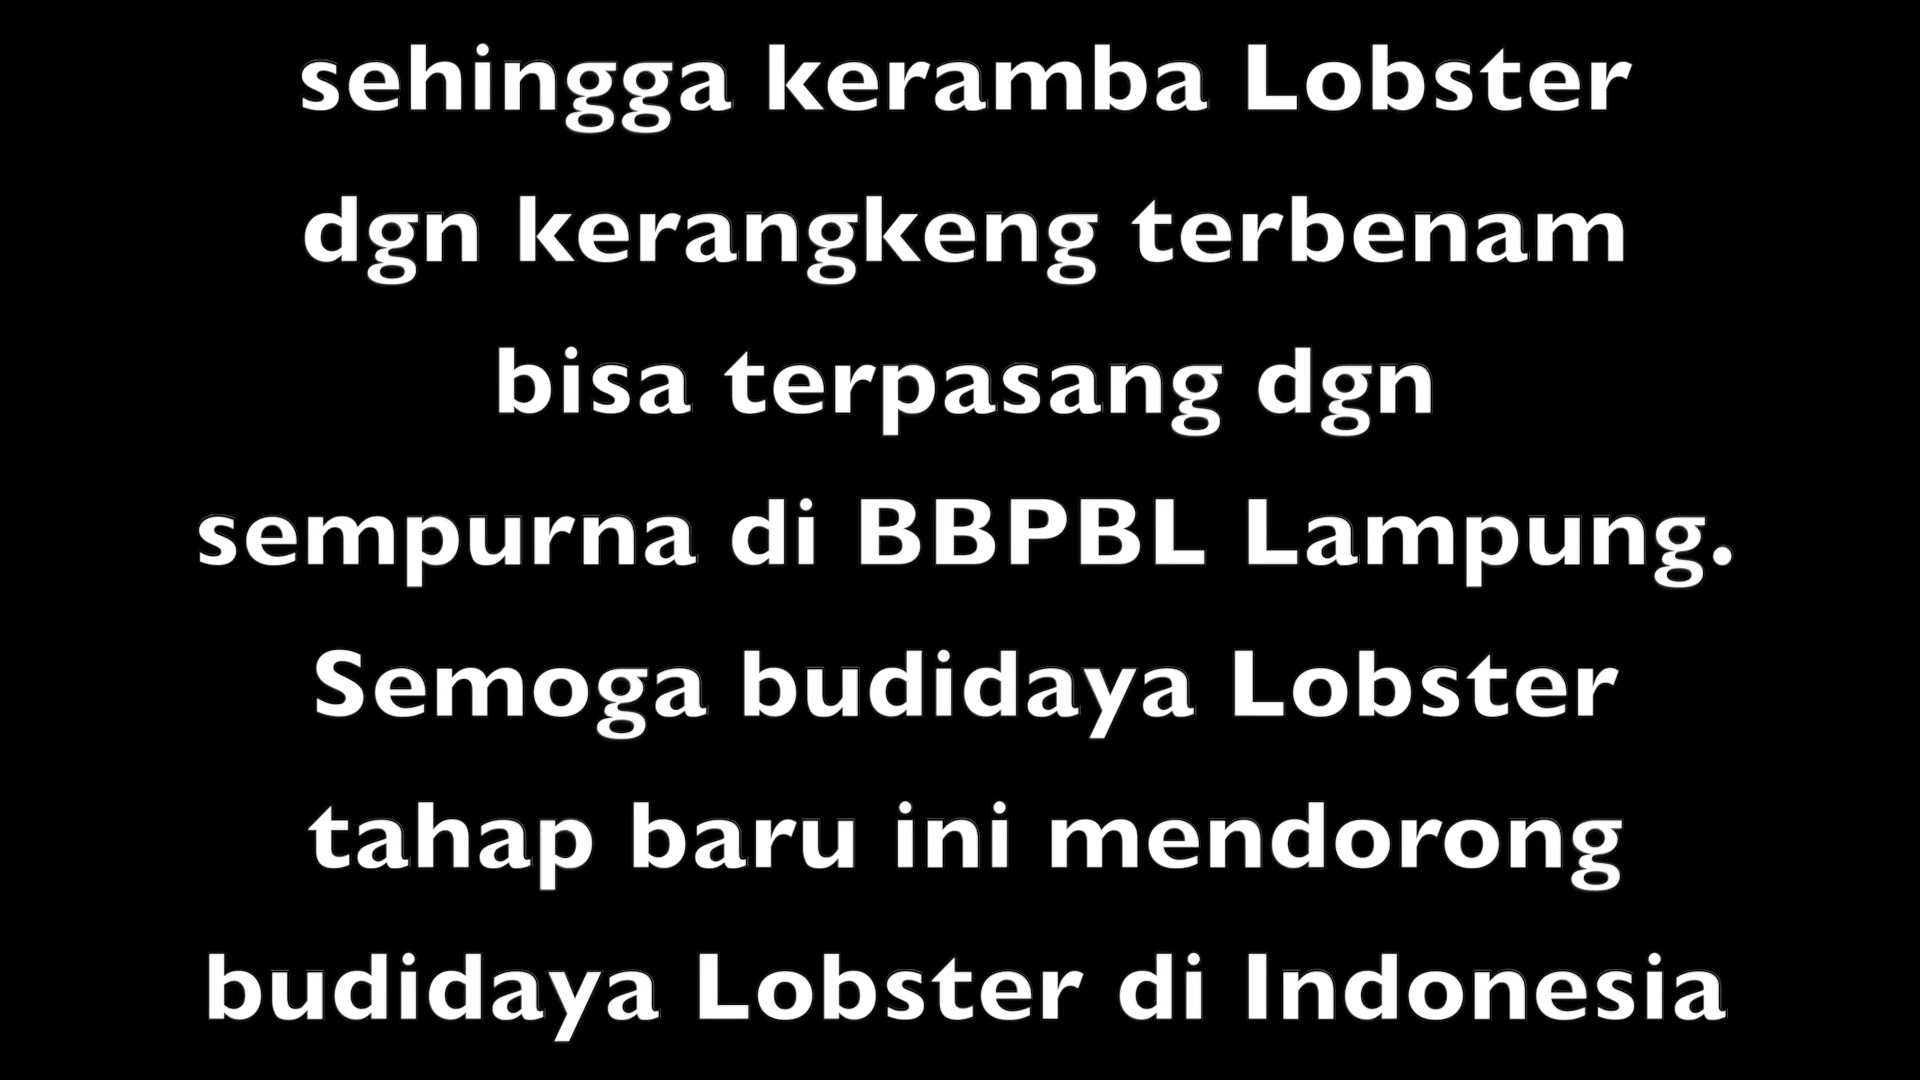 sehingga keramba Lobster
dgn kerangkeng terbenam
bisa terpasang dgn
sempurna di BBPBL Lampung.
Semoga budidaya Lobster
tahap baru ini mendorong
budidaya Lobster di Indonesia